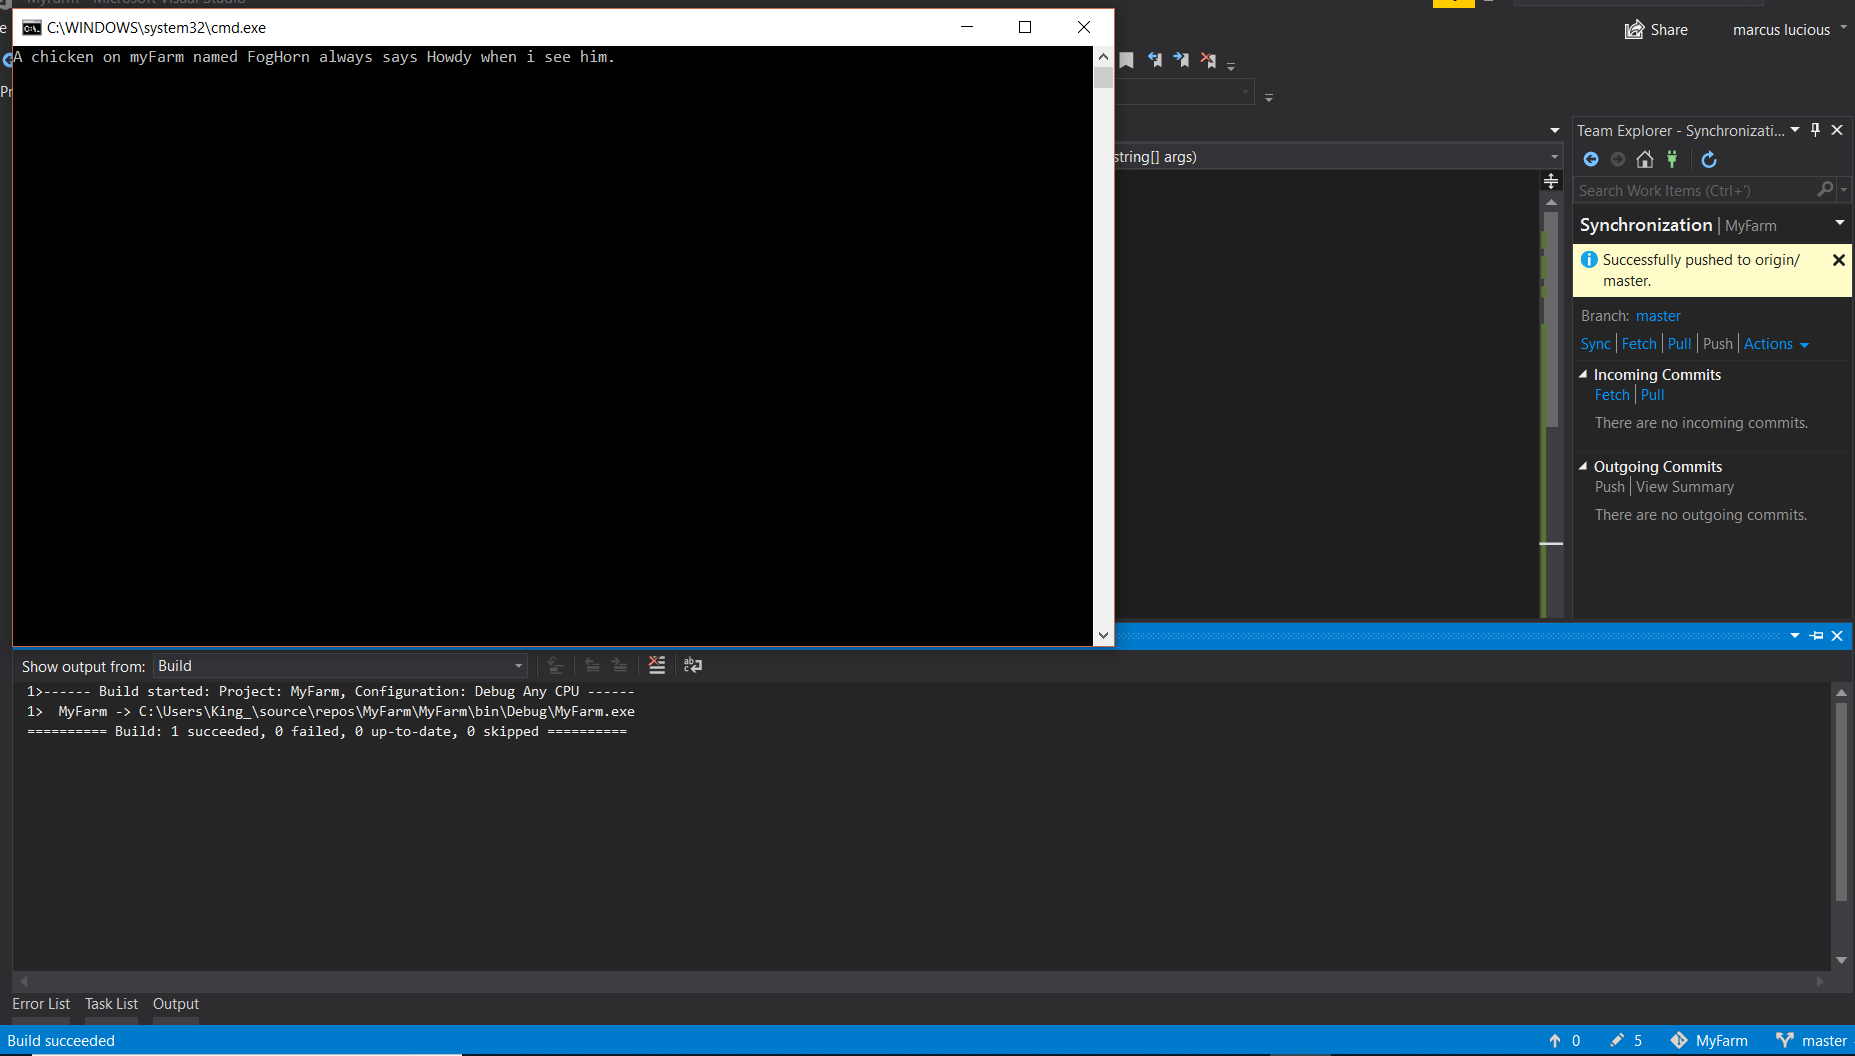 MyFarm - Microsoft Visual Studio
C:\WINDOWS\system32\cmd.exe
A chicken on myFarm named FogHorn always says Howdy when i see him.
Share
marcus lucious
string[] args)
Team Explorer - Synchronizati...
Search Work Items (Ctrl+')
Synchronization | MyFarm
Successfully pushed to origin/
master.
Branch: master
Sync | Fetch | Pull | Push | Actions
Incoming Commits
Fetch | Pull
There are no incoming commits.
Outgoing Commits
Push | View Summary
There are no outgoing commits.
Show output from: Build
1>------ Build started: Project: MyFarm, Configuration: Debug Any CPU ------
1>  MyFarm -> C:\Users\King_\source\repos\MyFarm\MyFarm\bin\Debug\MyFarm.exe
========== Build: 1 succeeded, 0 failed, 0 up-to-date, 0 skipped ==========
Error List Task List Output
Build succeeded
0 5 MyFarm master